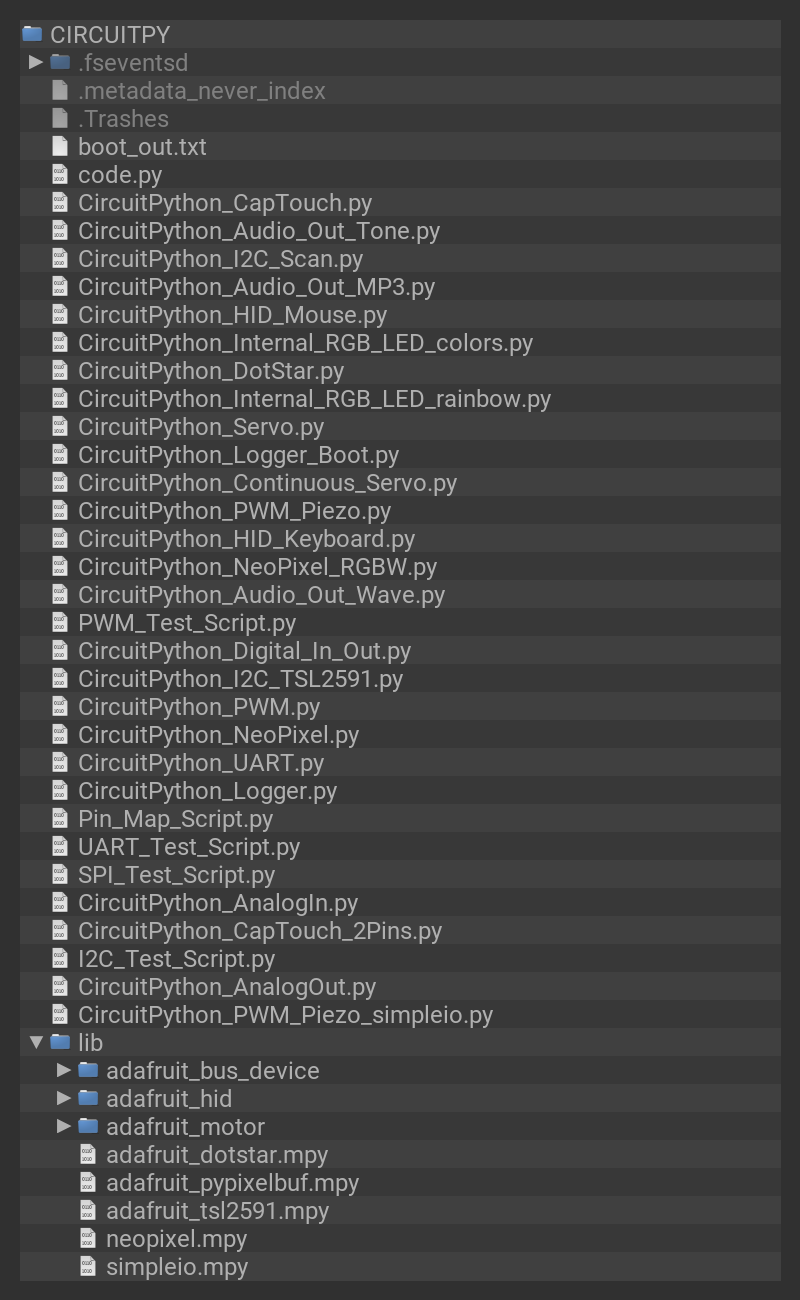 CIRCUITPY
.fseventsd
.metadata_never_index
.Trashes
boot_out.txt
code.py
CircuitPython_CapTouch.py
CircuitPython_Audio_Out_Tone.py
CircuitPython_I2C_Scan.py
CircuitPython_Audio_Out_MP3.py
CircuitPython_HID_Mouse.py
CircuitPython_Internal_RGB_LED_colors.py
CircuitPython_DotStar.py
CircuitPython_Internal_RGB_LED_rainbow.py
CircuitPython_Servo.py
CircuitPython_Logger_Boot.py
CircuitPython_Continuous_Servo.py
CircuitPython_PWM_Piezo.py
CircuitPython_HID_Keyboard.py
CircuitPython_NeoPixel_RGBW.py
CircuitPython_Audio_Out_Wave.py
PWM_Test_Script.py
CircuitPython_Digital_In_Out.py
CircuitPython_I2C_TSL2591.py
CircuitPython_PWM.py
CircuitPython_NeoPixel.py
CircuitPython_UART.py
CircuitPython_Logger.py
Pin_Map_Script.py
UART_Test_Script.py
SPI_Test_Script.py
CircuitPython_AnalogIn.py
CircuitPython_CapTouch_2Pins.py
I2C_Test_Script.py
CircuitPython_AnalogOut.py
CircuitPython_PWM_Piezo_simpleio.py
lib
adafruit_bus_device
adafruit_hid
adafruit_motor
adafruit_dotstar.mpy
adafruit_pypixelbuf.mpy
adafruit_tsl2591.mpy
neopixel.mpy
simpleio.mpy